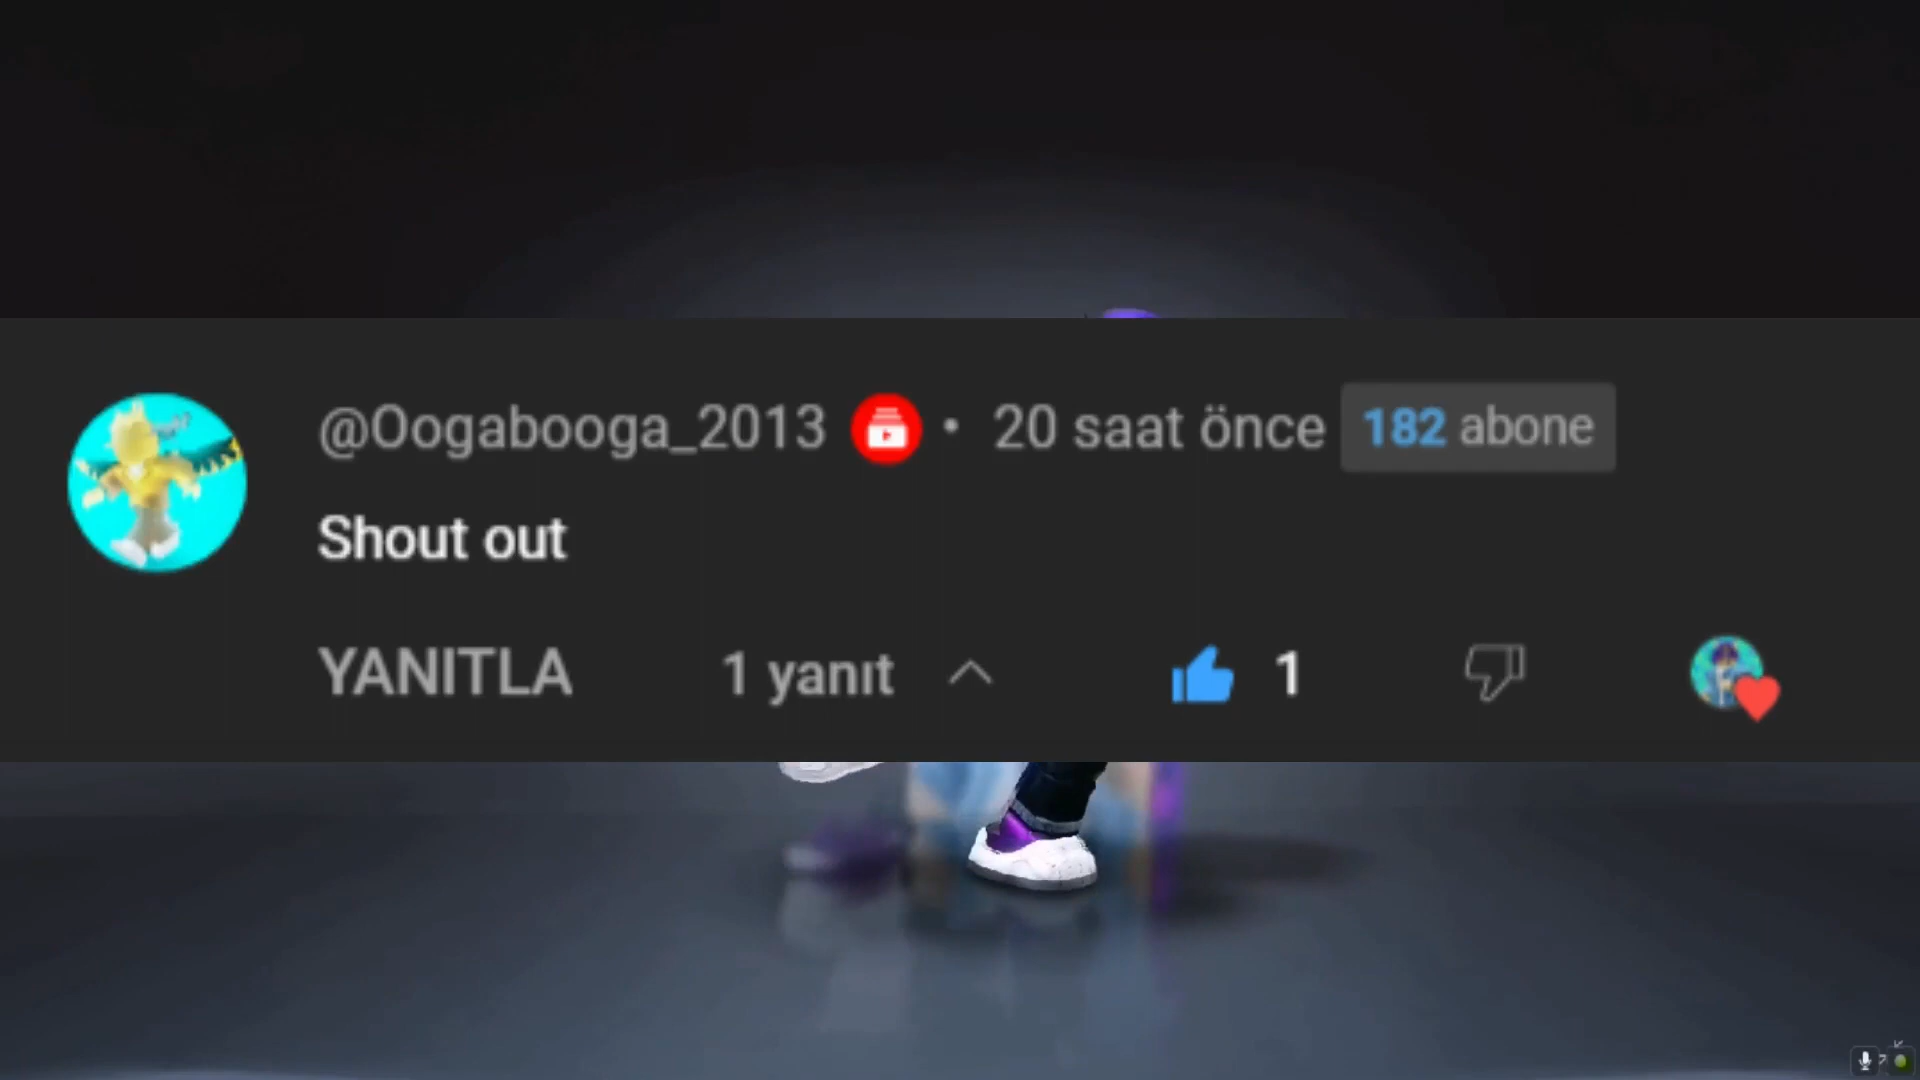 @Oogabooga_2013 • 20 saat önce 182 abone
Shout out
YANITLA 1 yanıt 1